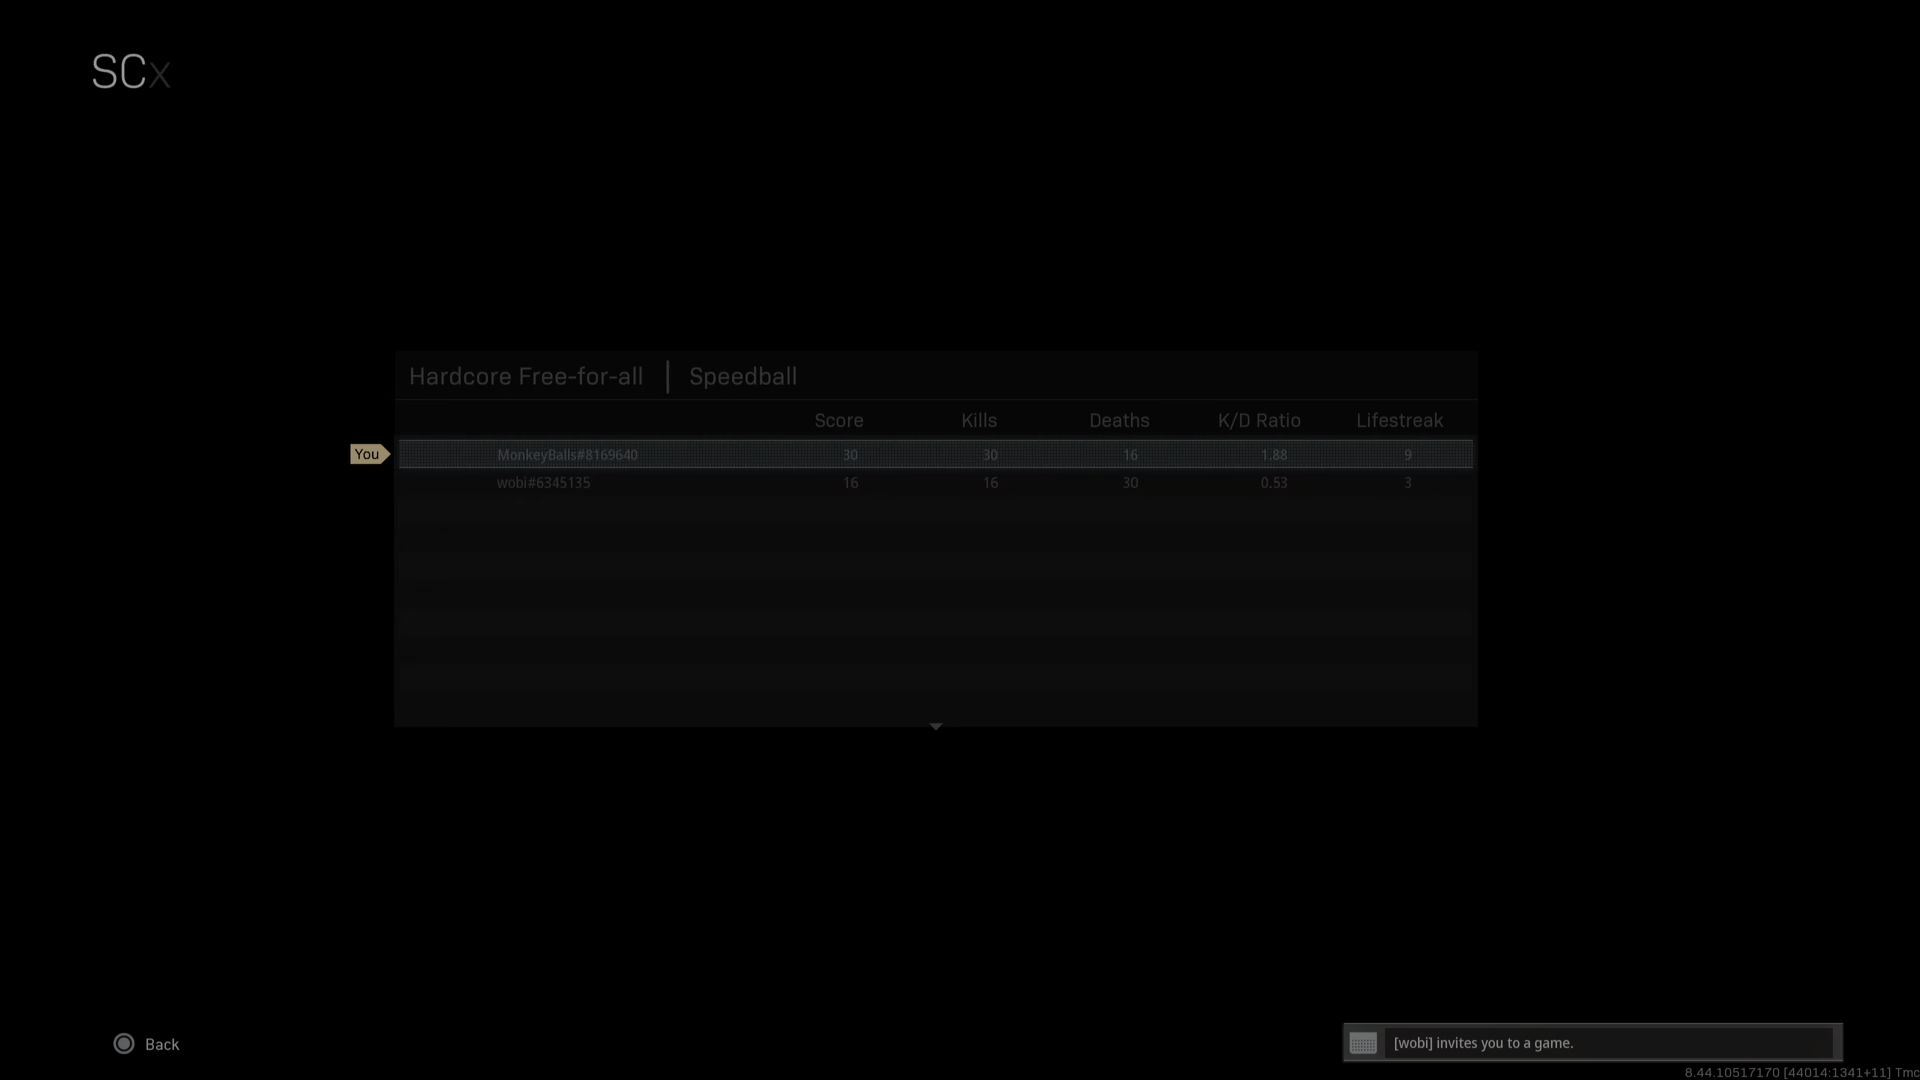 SCx
Hardcore Free-for-all | Speedball
Score Kills Deaths K/D Ratio Lifestreak
You MonkeyBalls#8169640 30 30 16 1.88 9
wobi#6345135 16 16 30 0.53 3
Back
[wobi] invites you to a game.
8.44.10517170 [44014:1341+11] Tmc